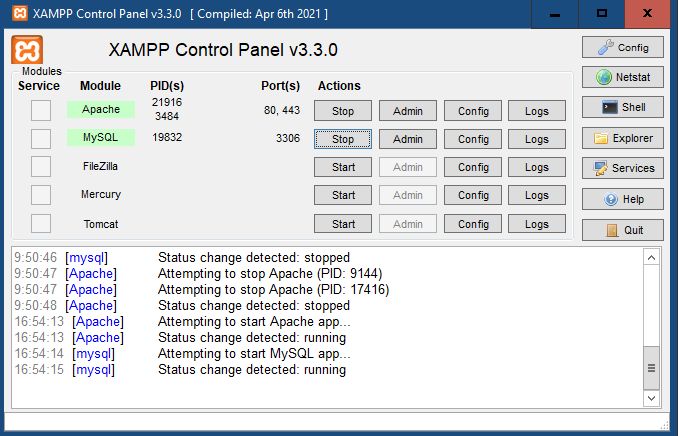 XAMPP Control Panel v3.3.0 [ Compiled: Apr 6th 2021 ]
XAMPP Control Panel v3.3.0
Config
Modules
Service Module PID(s) Port(s) Actions
Netstat
Apache 21916 3484 80, 443 Stop Admin Config Logs
Shell
MySQL 19832 3306 Stop Admin Config Logs
Explorer
FileZilla Start Admin Config Logs
Services
Mercury Start Admin Config Logs
Help
Tomcat Start Admin Config Logs
Quit
9:50:46 [mysql] Status change detected: stopped
9:50:47 [Apache] Attempting to stop Apache (PID: 9144)
9:50:47 [Apache] Attempting to stop Apache (PID: 17416)
9:50:48 [Apache] Status change detected: stopped
16:54:13 [Apache] Attempting to start Apache app...
16:54:13 [Apache] Status change detected: running
16:54:14 [mysql] Attempting to start MySQL app...
16:54:15 [mysql] Status change detected: running